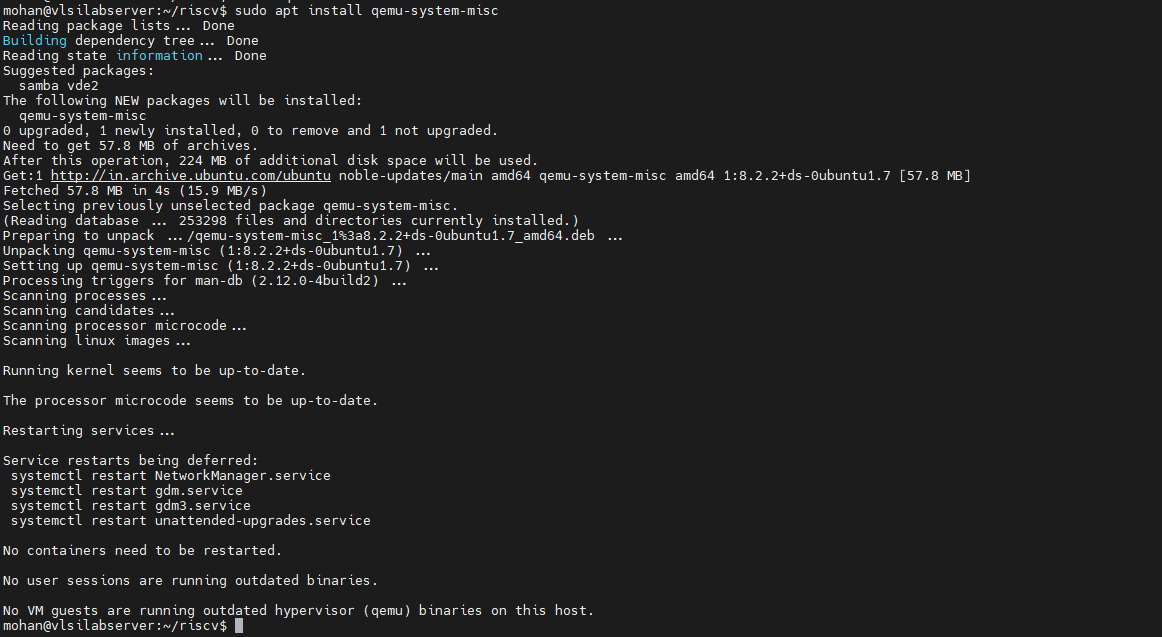 mohan@vlsilabserver:~/riscv$ sudo apt install qemu-system-misc
Reading package lists... Done
Building dependency tree... Done
Reading state information... Done
Suggested packages:
  samba vde2
The following NEW packages will be installed:
  qemu-system-misc
0 upgraded, 1 newly installed, 0 to remove and 1 not upgraded.
Need to get 57.8 MB of archives.
After this operation, 224 MB of additional disk space will be used.
Get:1 http://in.archive.ubuntu.com/ubuntu noble-updates/main amd64 qemu-system-misc amd64 1:8.2.2+ds-0ubuntu1.7 [57.8 MB]
Fetched 57.8 MB in 4s (15.9 MB/s)
Selecting previously unselected package qemu-system-misc.
(Reading database ... 253298 files and directories currently installed.)
Preparing to unpack .../qemu-system-misc_1%3a8.2.2+ds-0ubuntu1.7_amd64.deb ...
Unpacking qemu-system-misc (1:8.2.2+ds-0ubuntu1.7) ...
Setting up qemu-system-misc (1:8.2.2+ds-0ubuntu1.7) ...
Processing triggers for man-db (2.12.0-4build2) ...
Scanning processes...
Scanning candidates...
Scanning processor microcode...
Scanning linux images...

Running kernel seems to be up-to-date.

The processor microcode seems to be up-to-date.

Restarting services...

Service restarts being deferred:
 systemctl restart NetworkManager.service
 systemctl restart gdm.service
 systemctl restart gdm3.service
 systemctl restart unattended-upgrades.service

No containers need to be restarted.

No user sessions are running outdated binaries.

No VM guests are running outdated hypervisor (qemu) binaries on this host.
mohan@vlsilabserver:~/riscv$